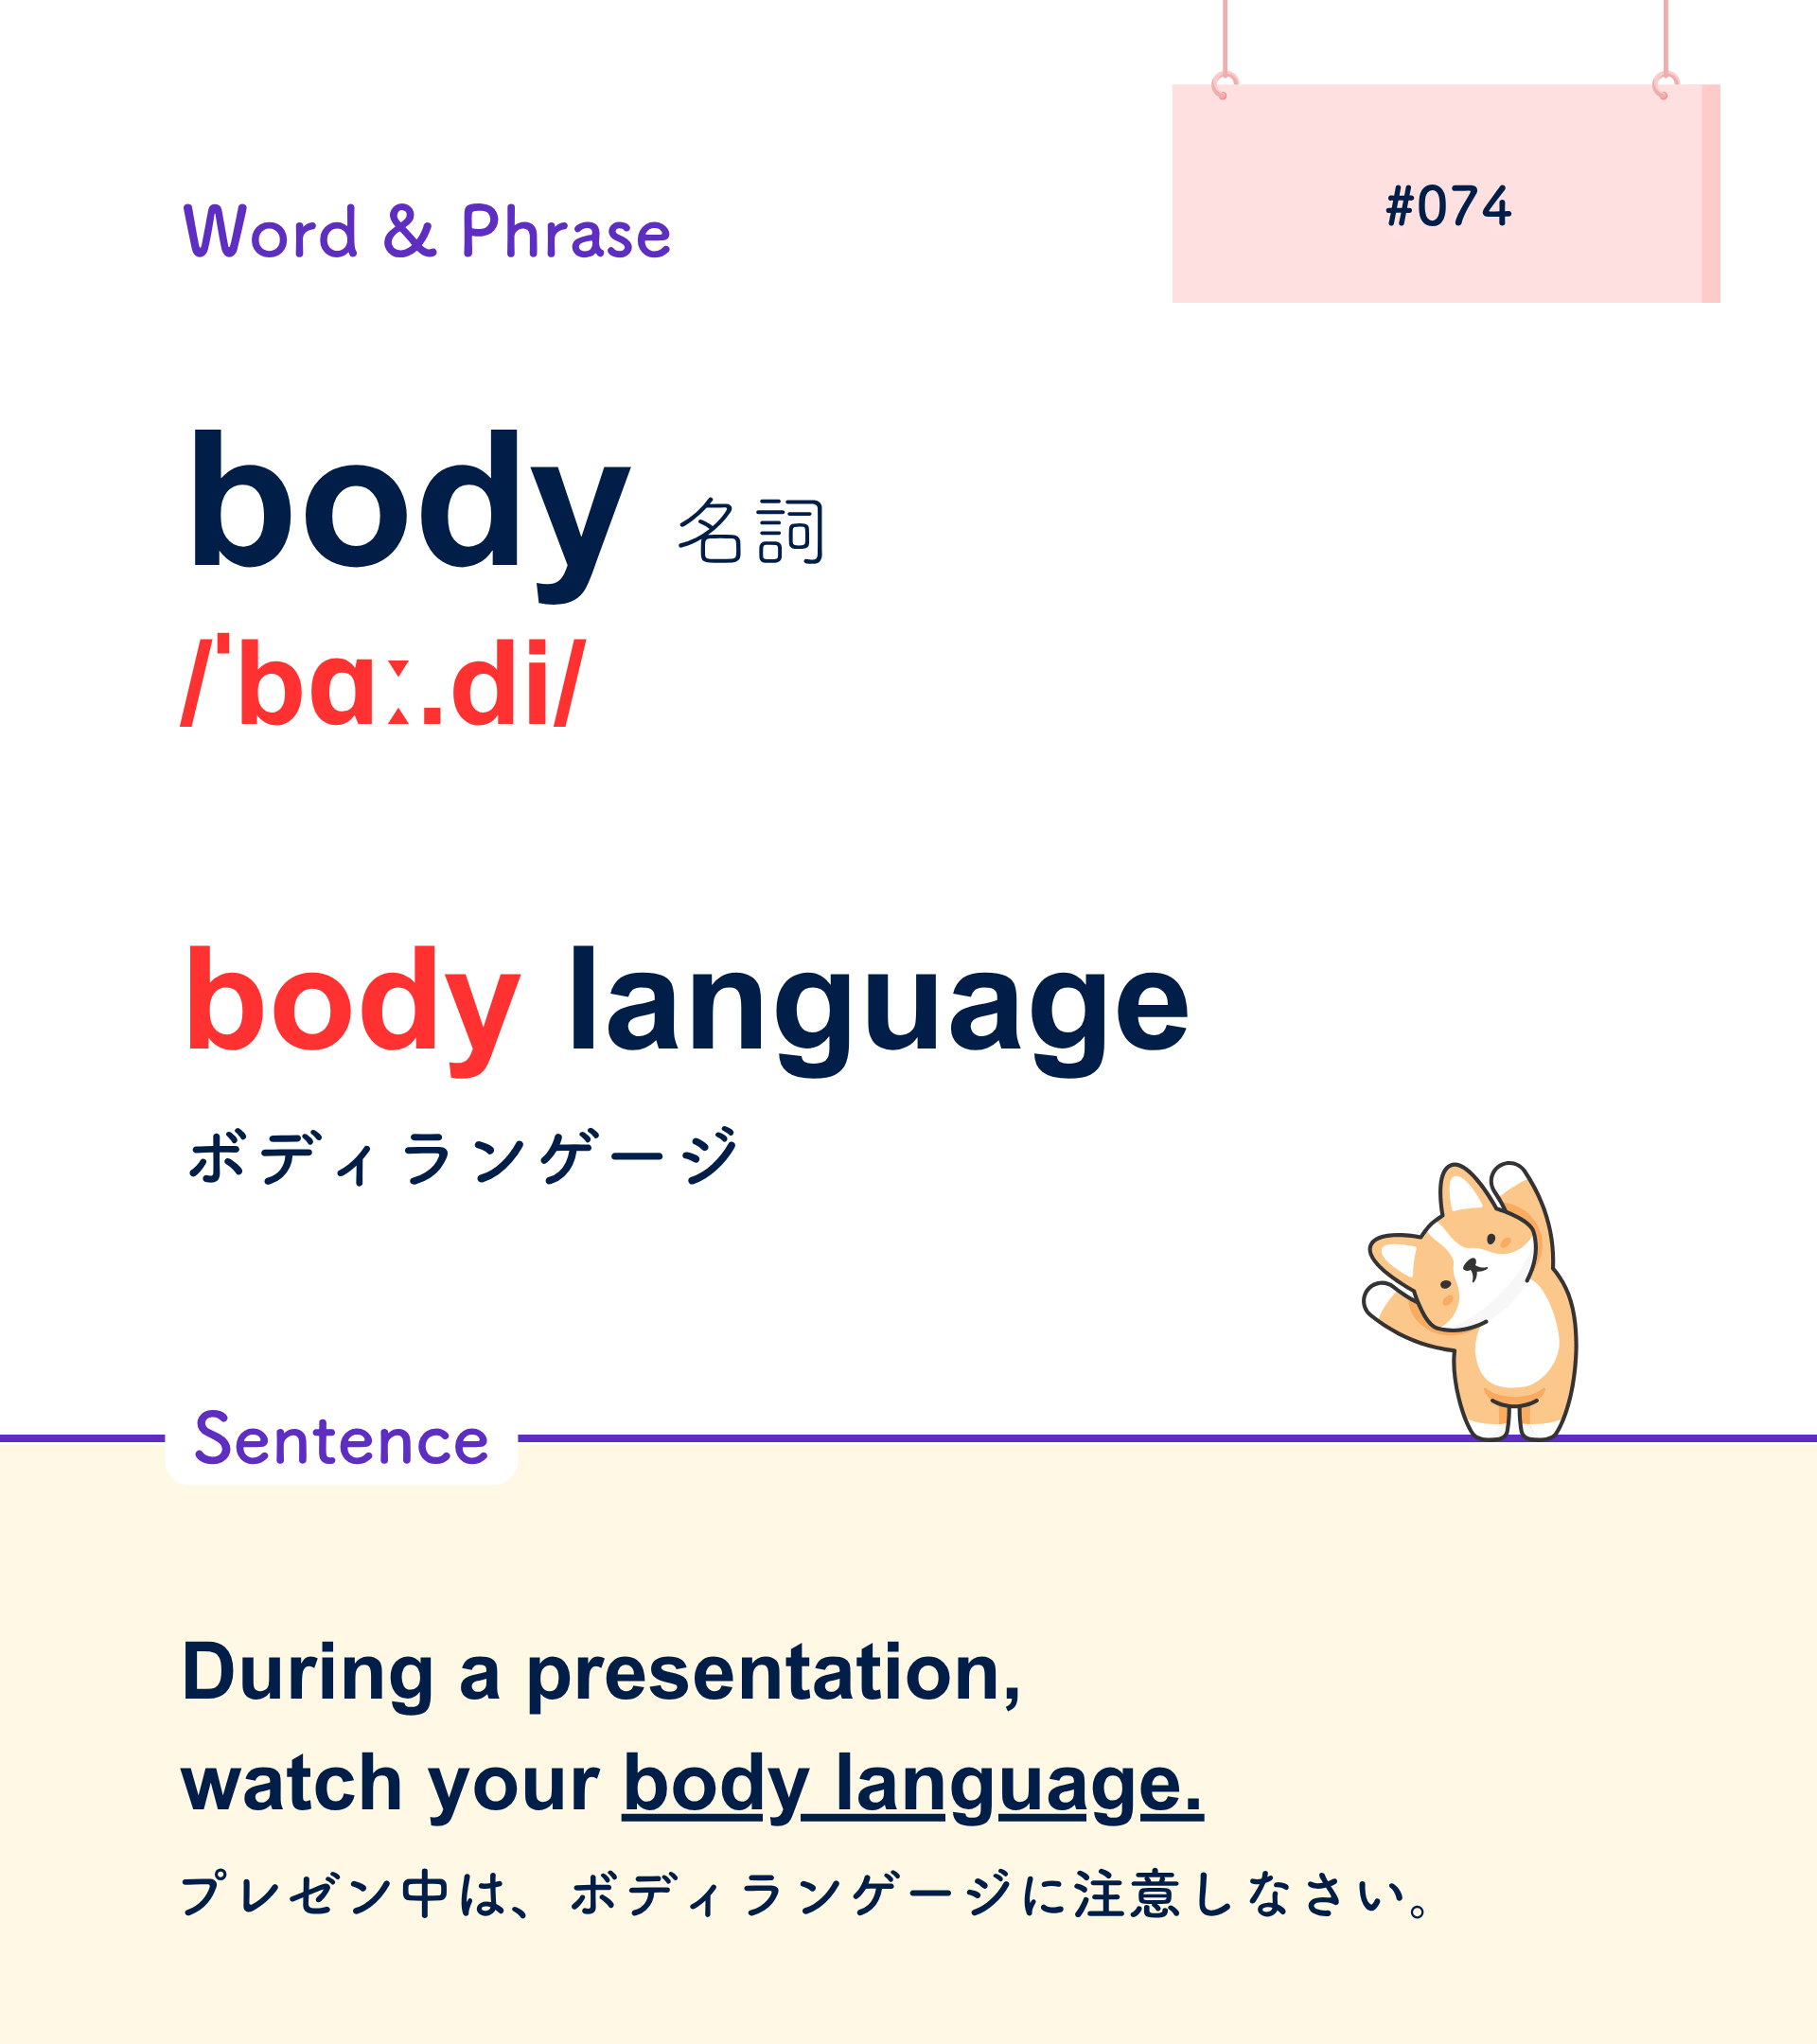 #074
Word & Phrase
body 名詞
/ˈbɑː.di/
body language
ボディランゲージ
Sentence
During a presentation,
watch your body language.
プレゼン中は、ボディランゲージに注意しなさい。